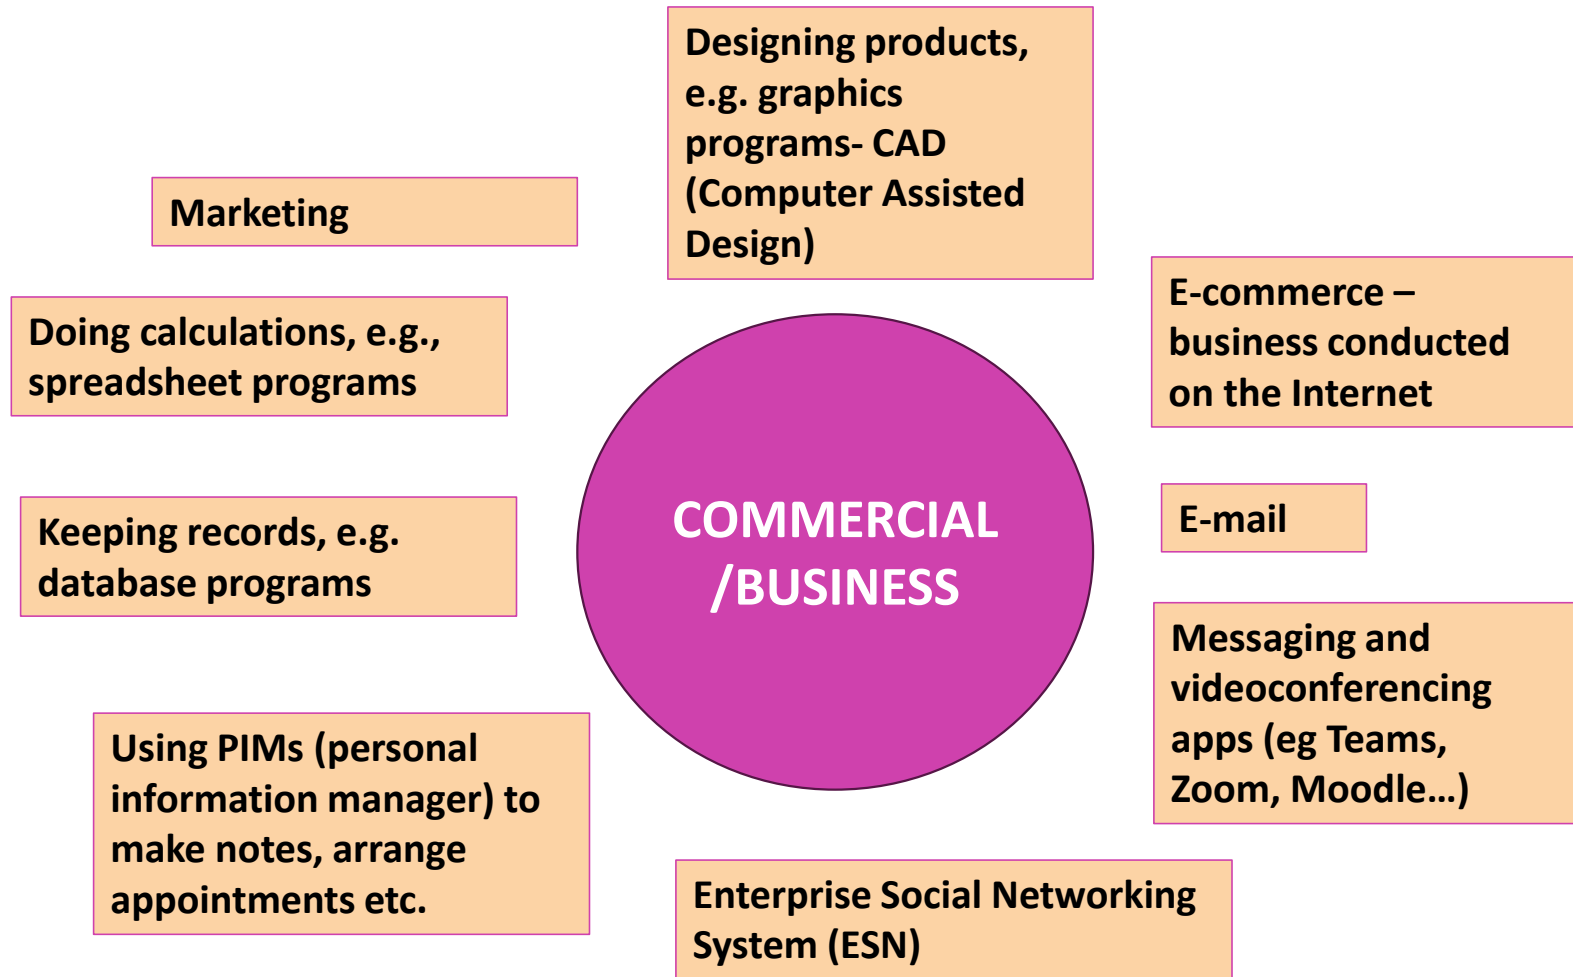 Designing products,
e.g. graphics
programs- CAD
(Computer Assisted
Design)
Marketing
E-commerce –
business conducted
on the Internet
Doing calculations, e.g.,
spreadsheet programs
COMMERCIAL
/BUSINESS
E-mail
Keeping records, e.g.
database programs
Messaging and
videoconferencing
apps (eg Teams,
Zoom, Moodle…)
Using PIMs (personal
information manager) to
make notes, arrange
appointments etc.
Enterprise Social Networking
System (ESN)